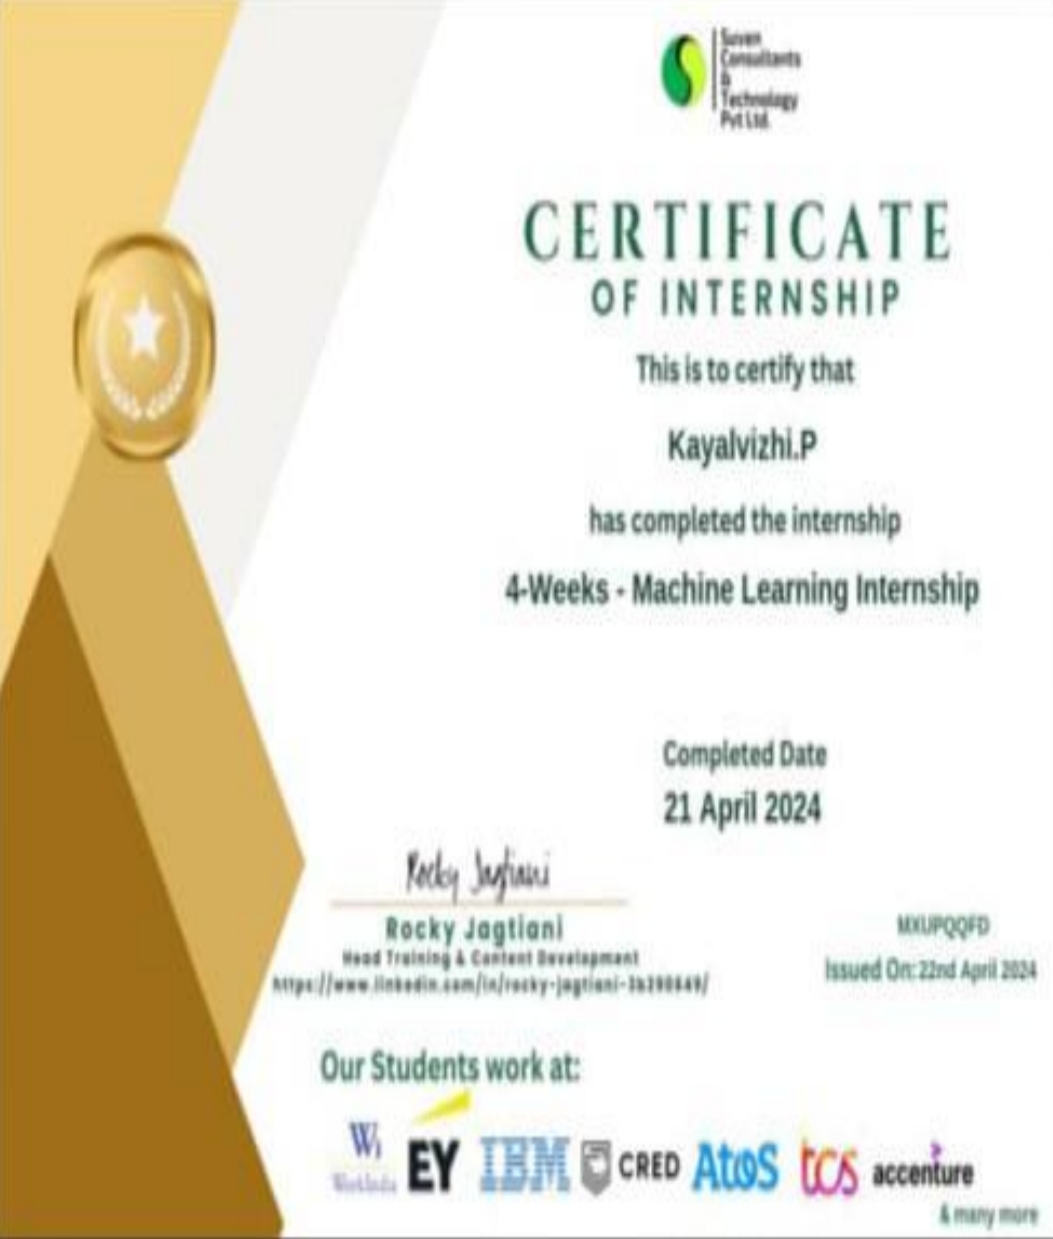 Suven
Consultants
&
Technology
Pvt Ltd.
CERTIFICATE
OF INTERNSHIP
This is to certify that
Kayalvizhi.P
has completed the internship
4-Weeks - Machine Learning Internship
Completed Date
21 April 2024
Rocky Jagtiani
Rocky Jagtiani
Head Training & Content Development
https://www.linkedin.com/in/rocky-jagtiani-3b390649/
MXUPQQFD
Issued On: 22nd April 2024
Our Students work at:
Wi
WorkIndia
EY IBM CRED AtoS tcs accenture
& many more